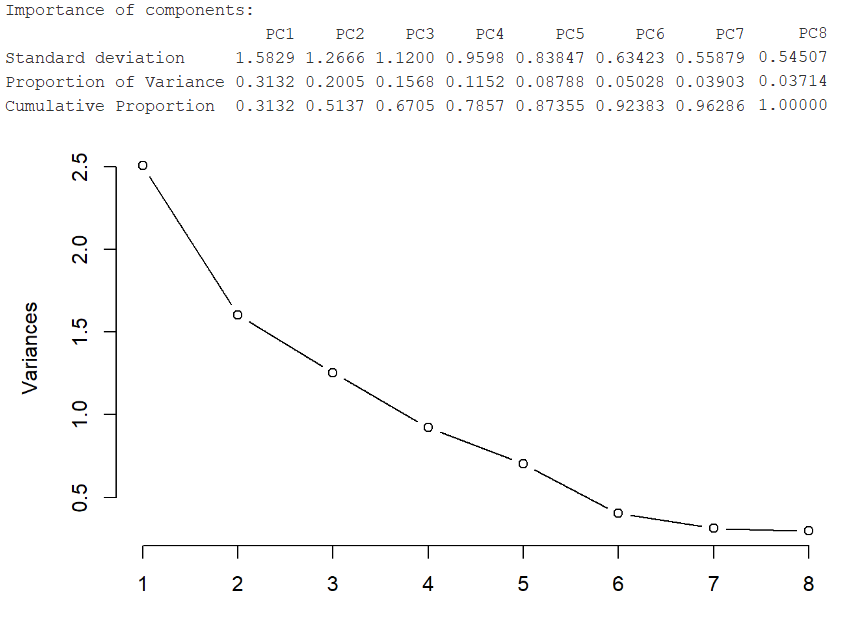 Importance of components:
PC1 PC2 PC3 PC4 PC5 PC6 PC7 PC8
Standard deviation 1.5829 1.2666 1.1200 0.9598 0.83847 0.63423 0.55879 0.54507
Proportion of Variance 0.3132 0.2005 0.1568 0.1152 0.08788 0.05028 0.03903 0.03714
Cumulative Proportion 0.3132 0.5137 0.6705 0.7857 0.87355 0.92383 0.96286 1.00000
Variances
2.5
2.0
1.5
1.0
0.5
1 2 3 4 5 6 7 8